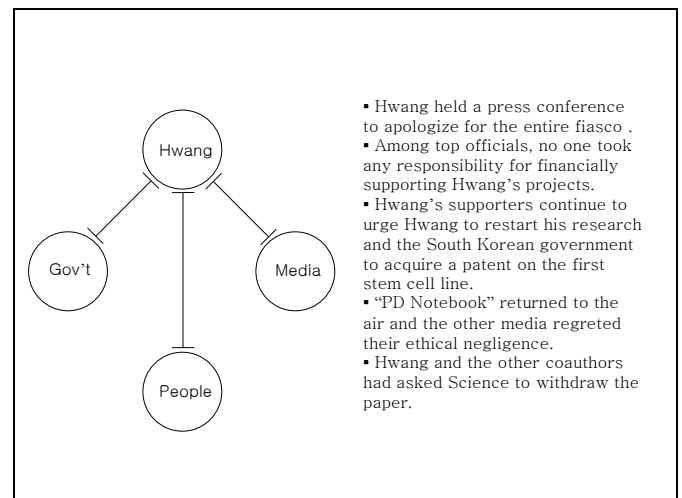 Hwang
Gov’t
Media
People
▪ Hwang held a press conference
to apologize for the entire fiasco .
▪ Among top officials, no one took
any responsibility for financially
supporting Hwang’s projects.
▪ Hwang’s supporters continue to
urge Hwang to restart his research
and the South Korean government
to acquire a patent on the first
stem cell line.
▪ “PD Notebook” returned to the
air and the other media regreted
their ethical negligence.
▪ Hwang and the other coauthors
had asked Science to withdraw the
paper.